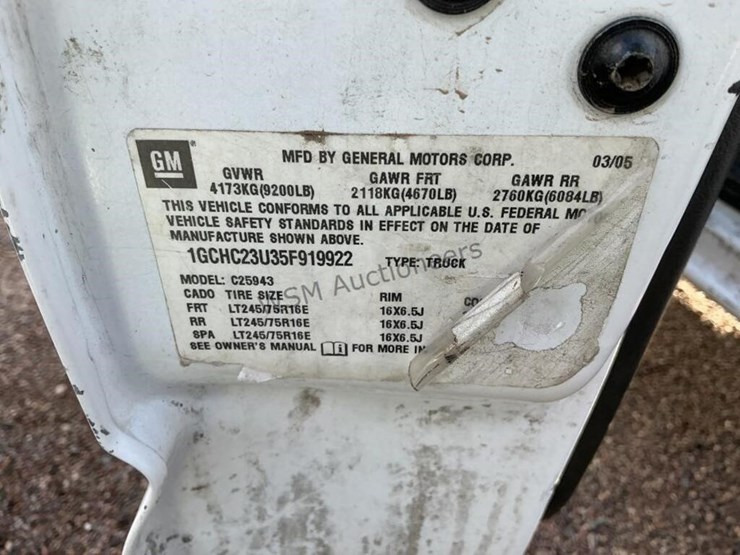 GM
MFD BY GENERAL MOTORS CORP. 03/05
GVWR GAWR FRT GAWR RR
4173KG(9200LB) 2118KG(4670LB) 2760KG(6084LB)
THIS VEHICLE CONFORMS TO ALL APPLICABLE U.S. FEDERAL
VEHICLE SAFETY STANDARDS IN EFFECT ON THE DATE OF
MANUFACTURE SHOWN ABOVE.
1GCHC23U35F919922 TYPE: TRUCK
MSM Auctioneers
MODEL: C25943
CADO TIRE SIZE RIM
FRT LT245/75R16E 16X6.5J
RR LT245/75R16E 16X6.5J
SPA LT245/75R16E 16X6.5J
SEE OWNER'S MANUAL FOR MORE